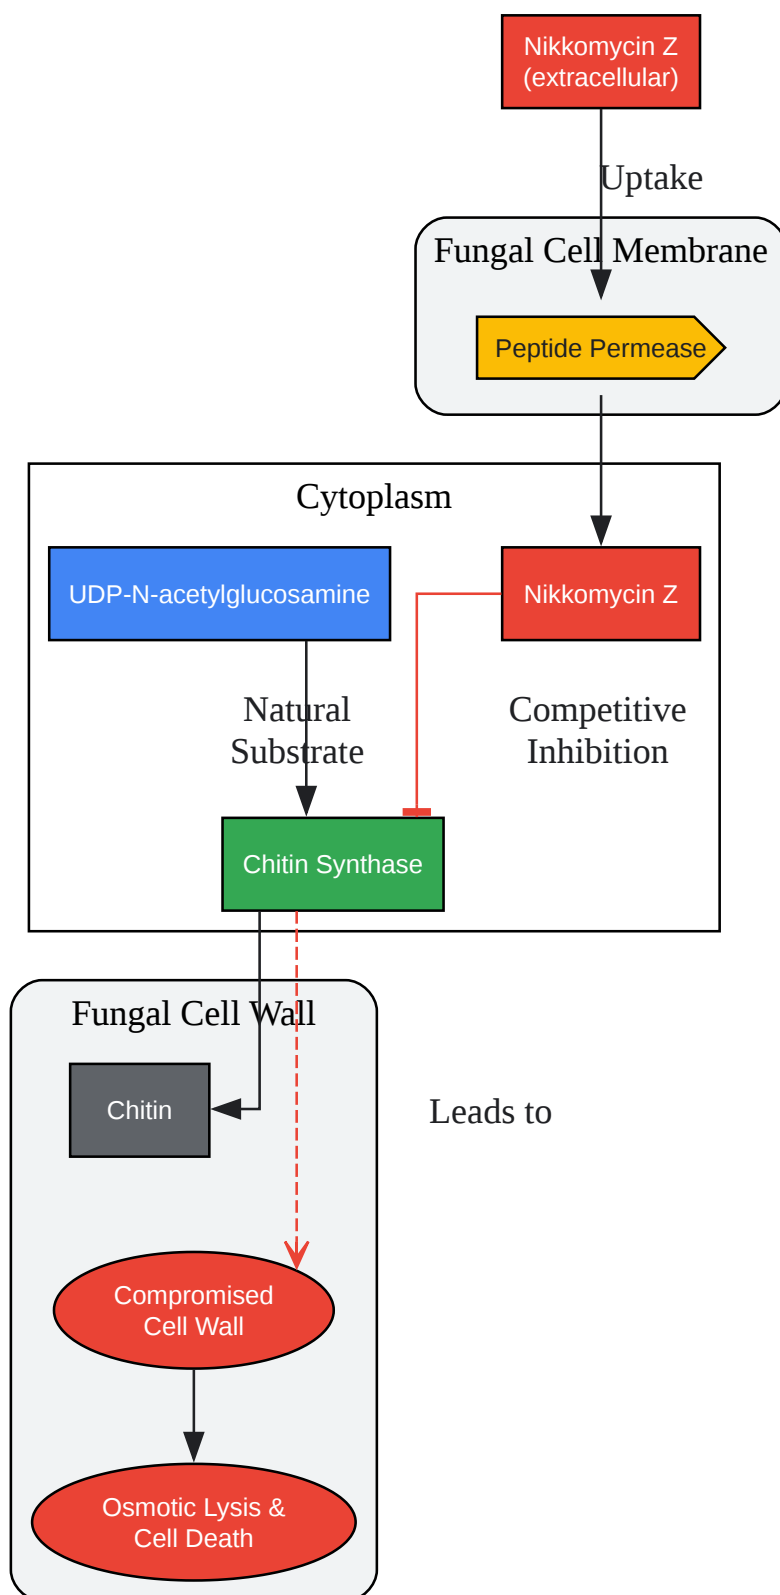 Nikkomycin Z
(extracellular)
Uptake
Fungal Cell Membrane
Peptide Permease
Cytoplasm
UDP-N-acetylglucosamine
Nikkomycin Z
Natural
Substrate
Competitive
Inhibition
Chitin Synthase
Fungal Cell Wall
Chitin
Leads to
Compromised
Cell Wall
Osmotic Lysis &
Cell Death